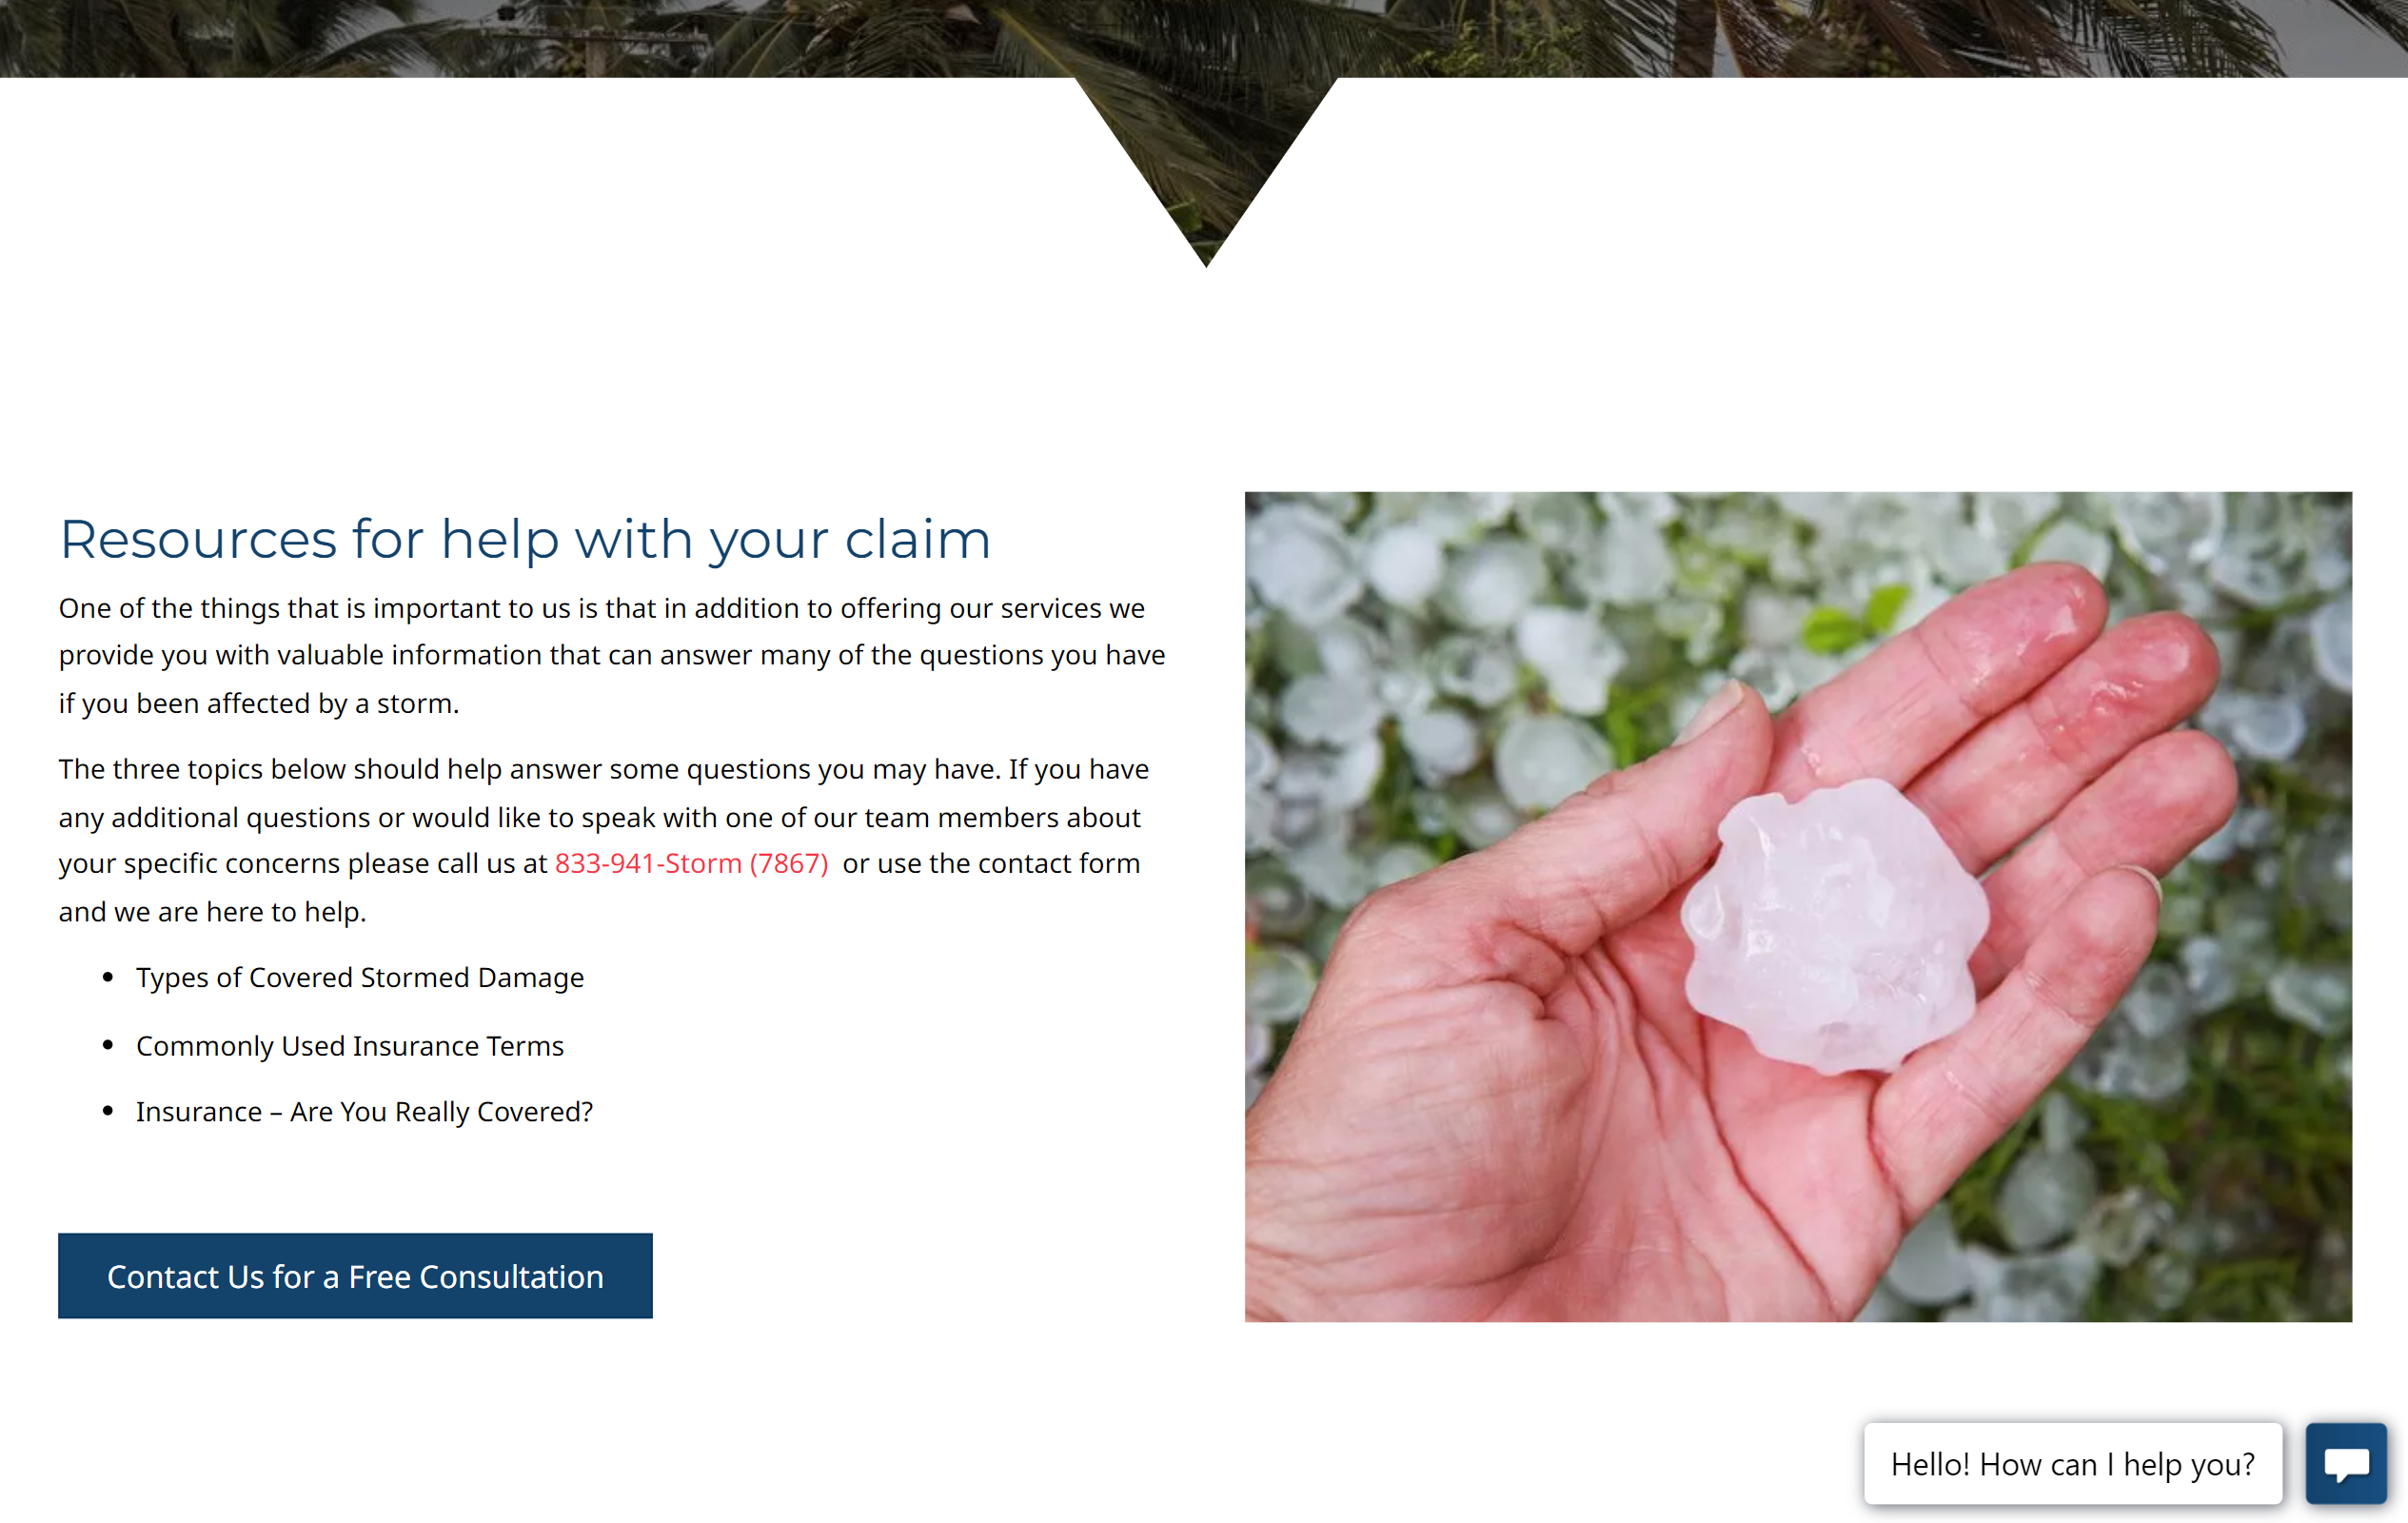 Resources for help with your claim
One of the things that is important to us is that in addition to offering our services we
provide you with valuable information that can answer many of the questions you have
if you been affected by a storm.
The three topics below should help answer some questions you may have. If you have
any additional questions or would like to speak with one of our team members about
your specific concerns please call us at 833-941-Storm (7867) or use the contact form
and we are here to help.
• Types of Covered Stormed Damage
• Commonly Used Insurance Terms
• Insurance – Are You Really Covered?
Contact Us for a Free Consultation
Hello! How can I help you?